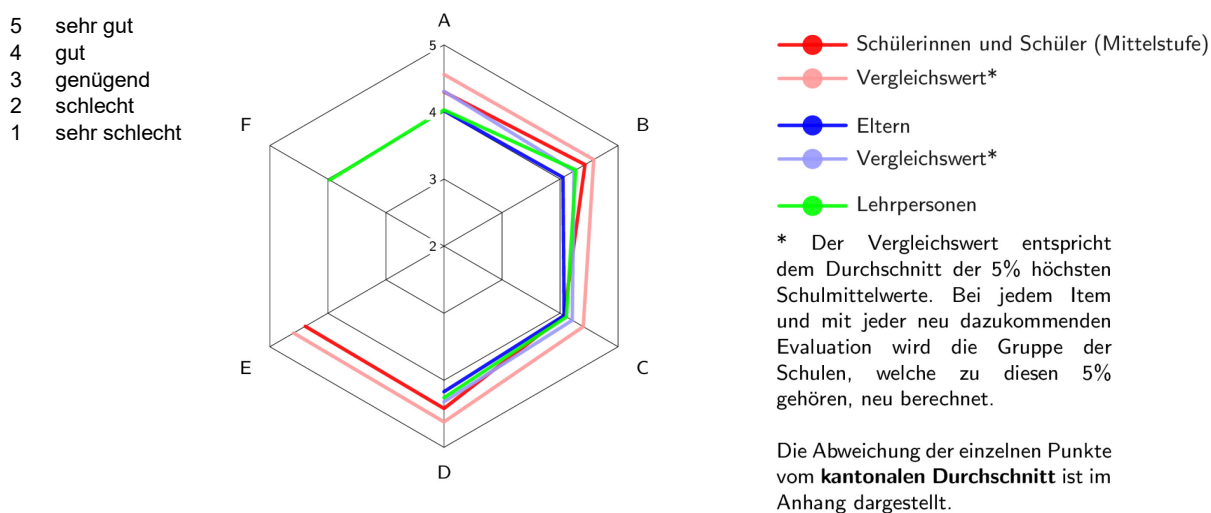 5 sehr gut
4 gut
3 genügend
2 schlecht
1 sehr schlecht
A
5
4
3
2
B
C
D
E
F
Schülerinnen und Schüler (Mittelstufe)
Vergleichswert*
Eltern
Vergleichswert*
Lehrpersonen
* Der Vergleichswert entspricht
dem Durchschnitt der 5% höchsten
Schulmittelwerte. Bei jedem Item
und mit jeder neu dazukommenden
Evaluation wird die Gruppe der
Schulen, welche zu diesen 5%
gehören, neu berechnet.
Die Abweichung der einzelnen Punkte
vom kantonalen Durchschnitt ist im
Anhang dargestellt.